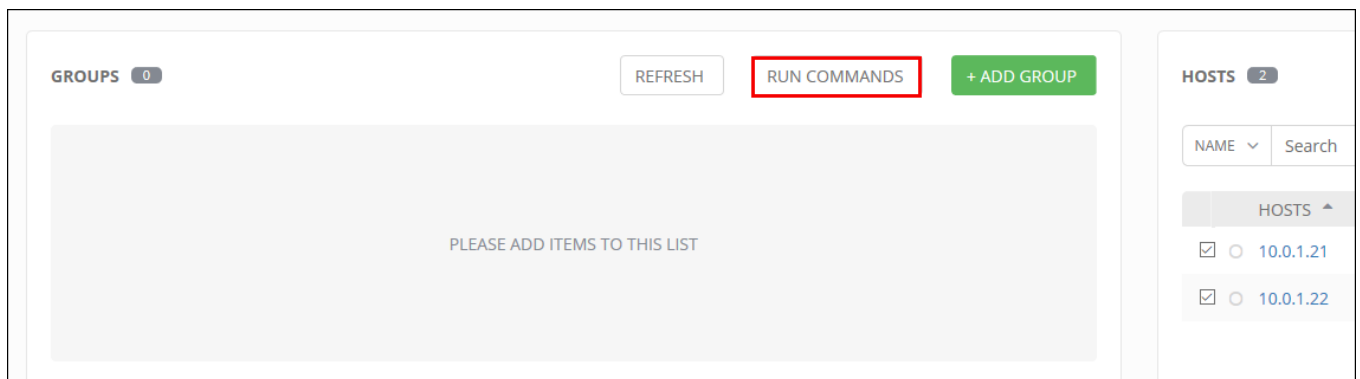 GROUPS 0
REFRESH
RUN COMMANDS
+ ADD GROUP
PLEASE ADD ITEMS TO THIS LIST
HOSTS 2
NAME
Search
HOSTS
10.0.1.21
10.0.1.22